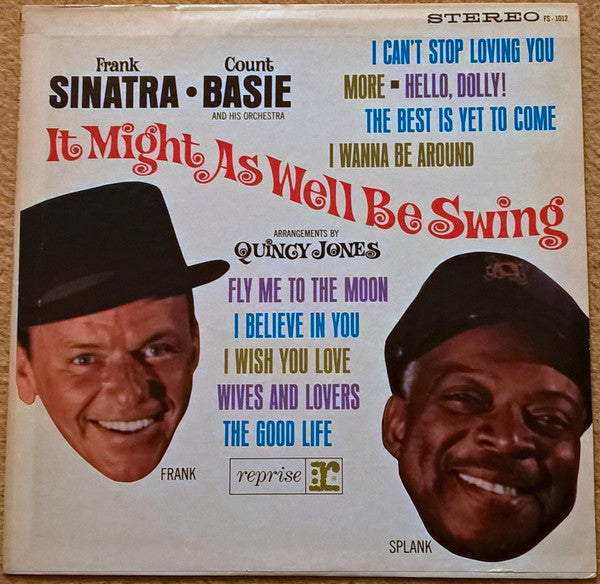 STEREO FS-1012
Frank Count
SINATRA • BASIE
AND HIS ORCHESTRA
I CAN'T STOP LOVING YOU
MORE ▪ HELLO, DOLLY!
THE BEST IS YET TO COME
I WANNA BE AROUND
It Might As Well Be Swing
ARRANGEMENTS BY
QUINCY JONES
FLY ME TO THE MOON
I BELIEVE IN YOU
I WISH YOU LOVE
WIVES AND LOVERS
THE GOOD LIFE
FRANK
reprise r:
SPLANK